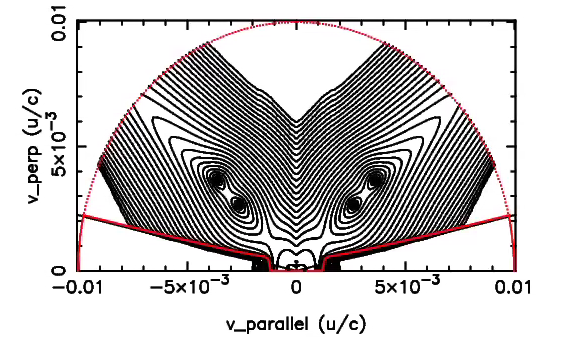 0.01
v_perp (u/c)
5×10⁻³
0
−0.01 −5×10⁻³ 0 5×10⁻³ 0.01
v_parallel (u/c)